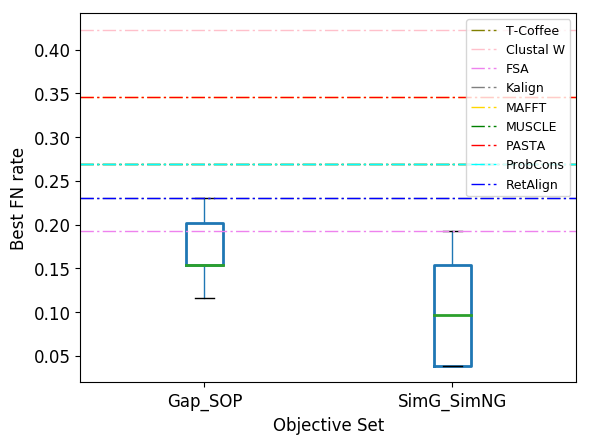 Best FN rate
0.40
0.35
0.30
0.25
0.20
0.15
0.10
0.05
T-Coffee
Clustal W
FSA
Kalign
MAFFT
MUSCLE
PASTA
ProbCons
RetAlign
Gap_SOP
SimG_SimNG
Objective Set